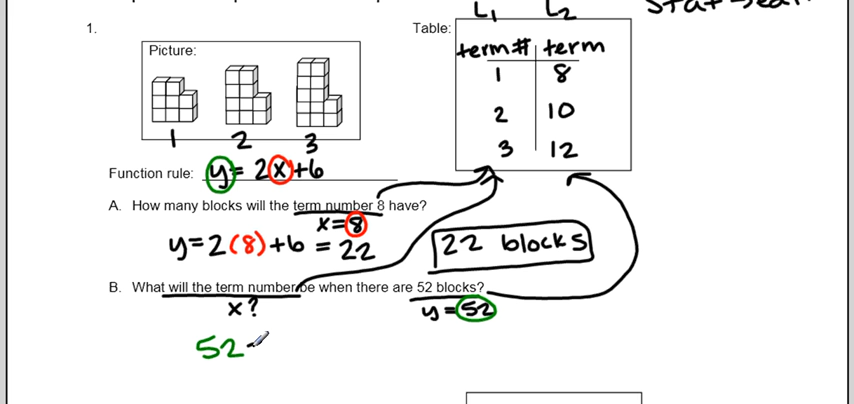 L1 L2
1.
Picture:
1 2 3
Table:
term# term
1 8
2 10
3 12
Function rule: y = 2x+6
A. How many blocks will the term number 8 have?
x=8
y=2(8)+6 = 22
22 blocks
B. What will the term number be when there are 52 blocks?
x? y=52
52